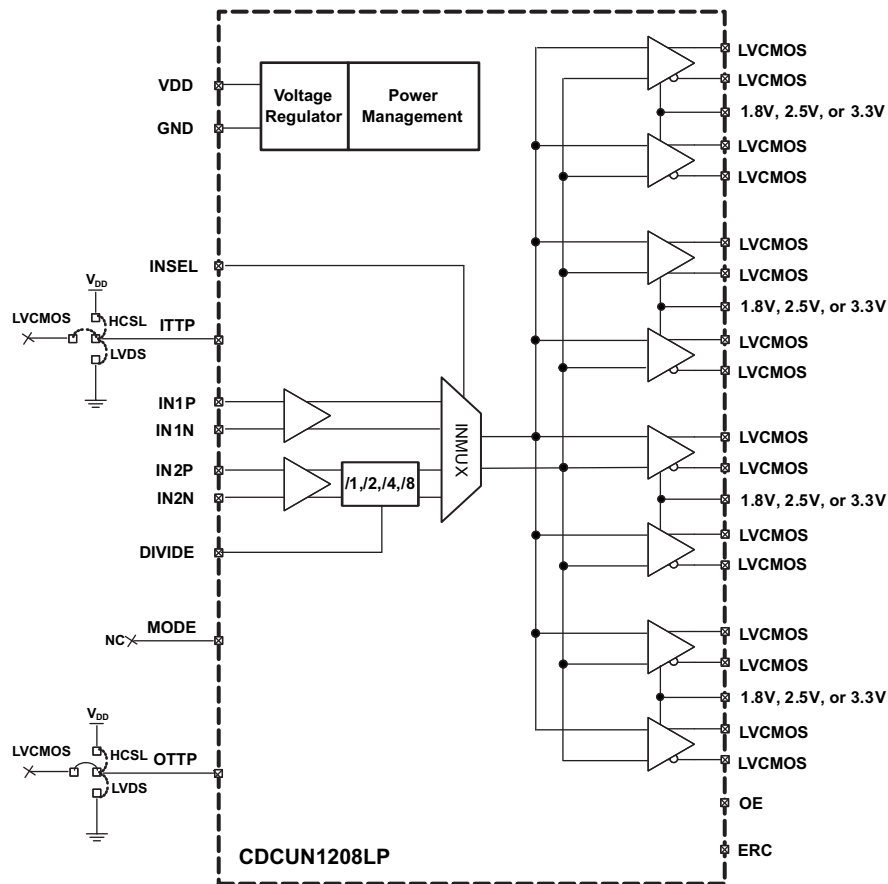 LVCMOS
LVCMOS
VDD
Voltage
Regulator
Power
Management
1.8V, 2.5V, or 3.3V
GND
LVCMOS
LVCMOS
LVCMOS
INSEL
LVCMOS
VDD
1.8V, 2.5V, or 3.3V
LVCMOS
HCSL
ITTP
LVCMOS
LVDS
LVCMOS
IN1P
IN1N
INMUX
LVCMOS
IN2P
LVCMOS
/1,/2,/4,/8
IN2N
1.8V, 2.5V, or 3.3V
LVCMOS
DIVIDE
LVCMOS
MODE
NC
LVCMOS
LVCMOS
1.8V, 2.5V, or 3.3V
VDD
LVCMOS
LVCMOS
HCSL
OTTP
LVCMOS
LVDS
OE
CDCUN1208LP
ERC